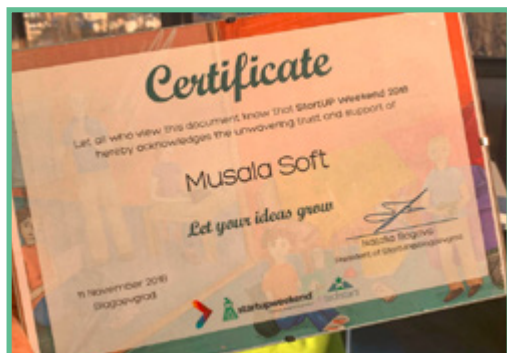 Certificate
Let all who view this document know that StartUP Weekend 2018
hereby acknowledges the unwavering trust and support of
Musala Soft
Let your ideas grow
President of StartUP@Blagoevgrad
11 November 2018
Blagoevgrad
startupweekend
techstars